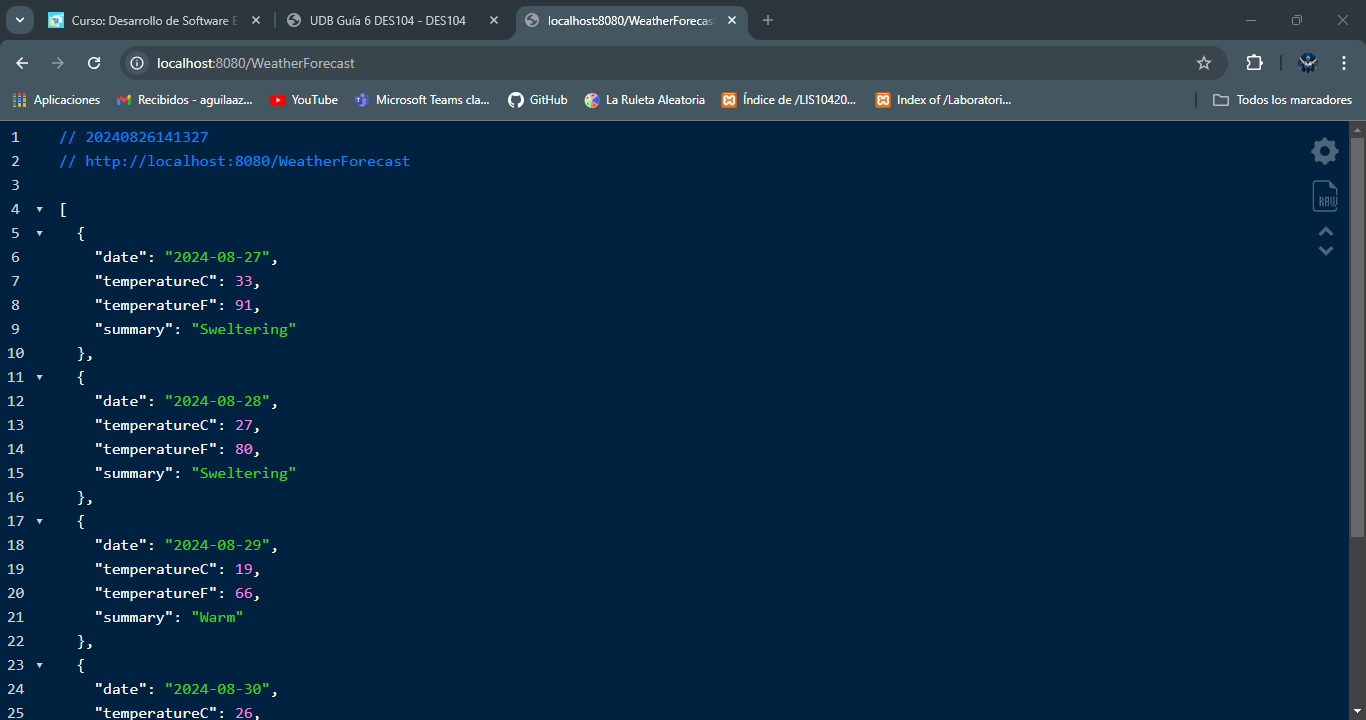 Curso: Desarrollo de Software E
UDB Guía 6 DES104 - DES104
localhost:8080/WeatherForecast
localhost:8080/WeatherForecast
Aplicaciones
Recibidos - aguilaaz...
YouTube
Microsoft Teams cla...
GitHub
La Ruleta Aleatoria
Índice de /LIS10420...
Index of /Laboratori...
Todos los marcadores
1 // 20240826141327
2 // http://localhost:8080/WeatherForecast
3
4 [
5 {
6 "date": "2024-08-27",
7 "temperatureC": 33,
8 "temperatureF": 91,
9 "summary": "Sweltering"
10 },
11 {
12 "date": "2024-08-28",
13 "temperatureC": 27,
14 "temperatureF": 80,
15 "summary": "Sweltering"
16 },
17 {
18 "date": "2024-08-29",
19 "temperatureC": 19,
20 "temperatureF": 66,
21 "summary": "Warm"
22 },
23 {
24 "date": "2024-08-30",
25 "temperatureC": 26,
RAW